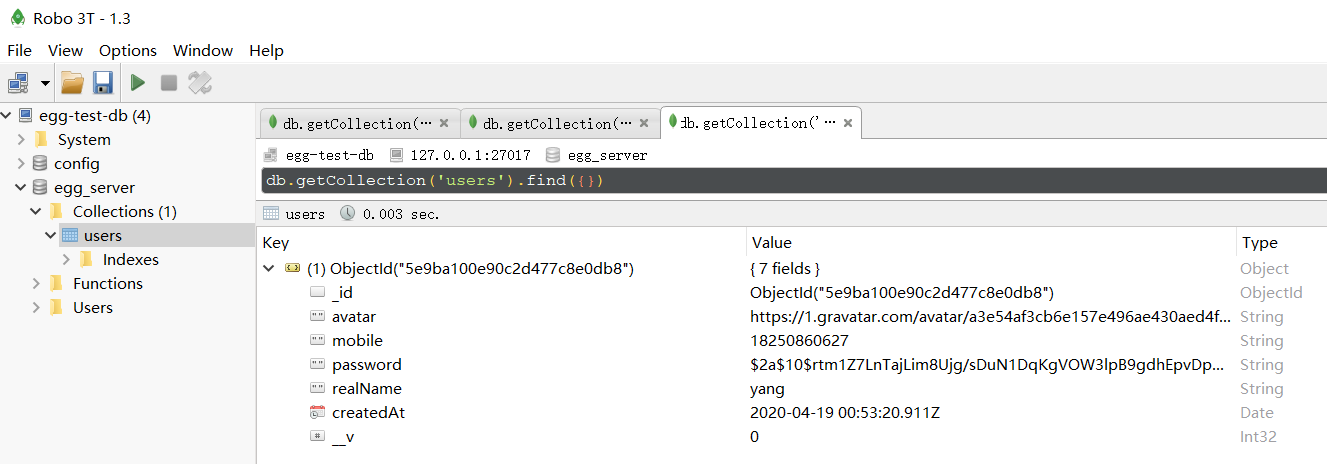 Robo 3T - 1.3
File View Options Window Help
egg-test-db (4)
System
config
egg_server
Collections (1)
users
Indexes
Functions
Users
db.getCollection(⋯ db.getCollection(⋯ db.getCollection('⋯
egg-test-db 127.0.0.1:27017 egg_server
db.getCollection('users').find({})
users 0.003 sec.
Key Value Type
(1) ObjectId("5e9ba100e90c2d477c8e0db8") { 7 fields } Object
_id ObjectId("5e9ba100e90c2d477c8e0db8") ObjectId
avatar https://1.gravatar.com/avatar/a3e54af3cb6e157e496ae430aed4f... String
mobile 18250860627 String
password $2a$10$rtm1Z7LnTajLim8Ujg/sDuN1DqKgVOW3lpB9gdhEpvDp... String
realName yang String
createdAt 2020-04-19 00:53:20.911Z Date
__v 0 Int32